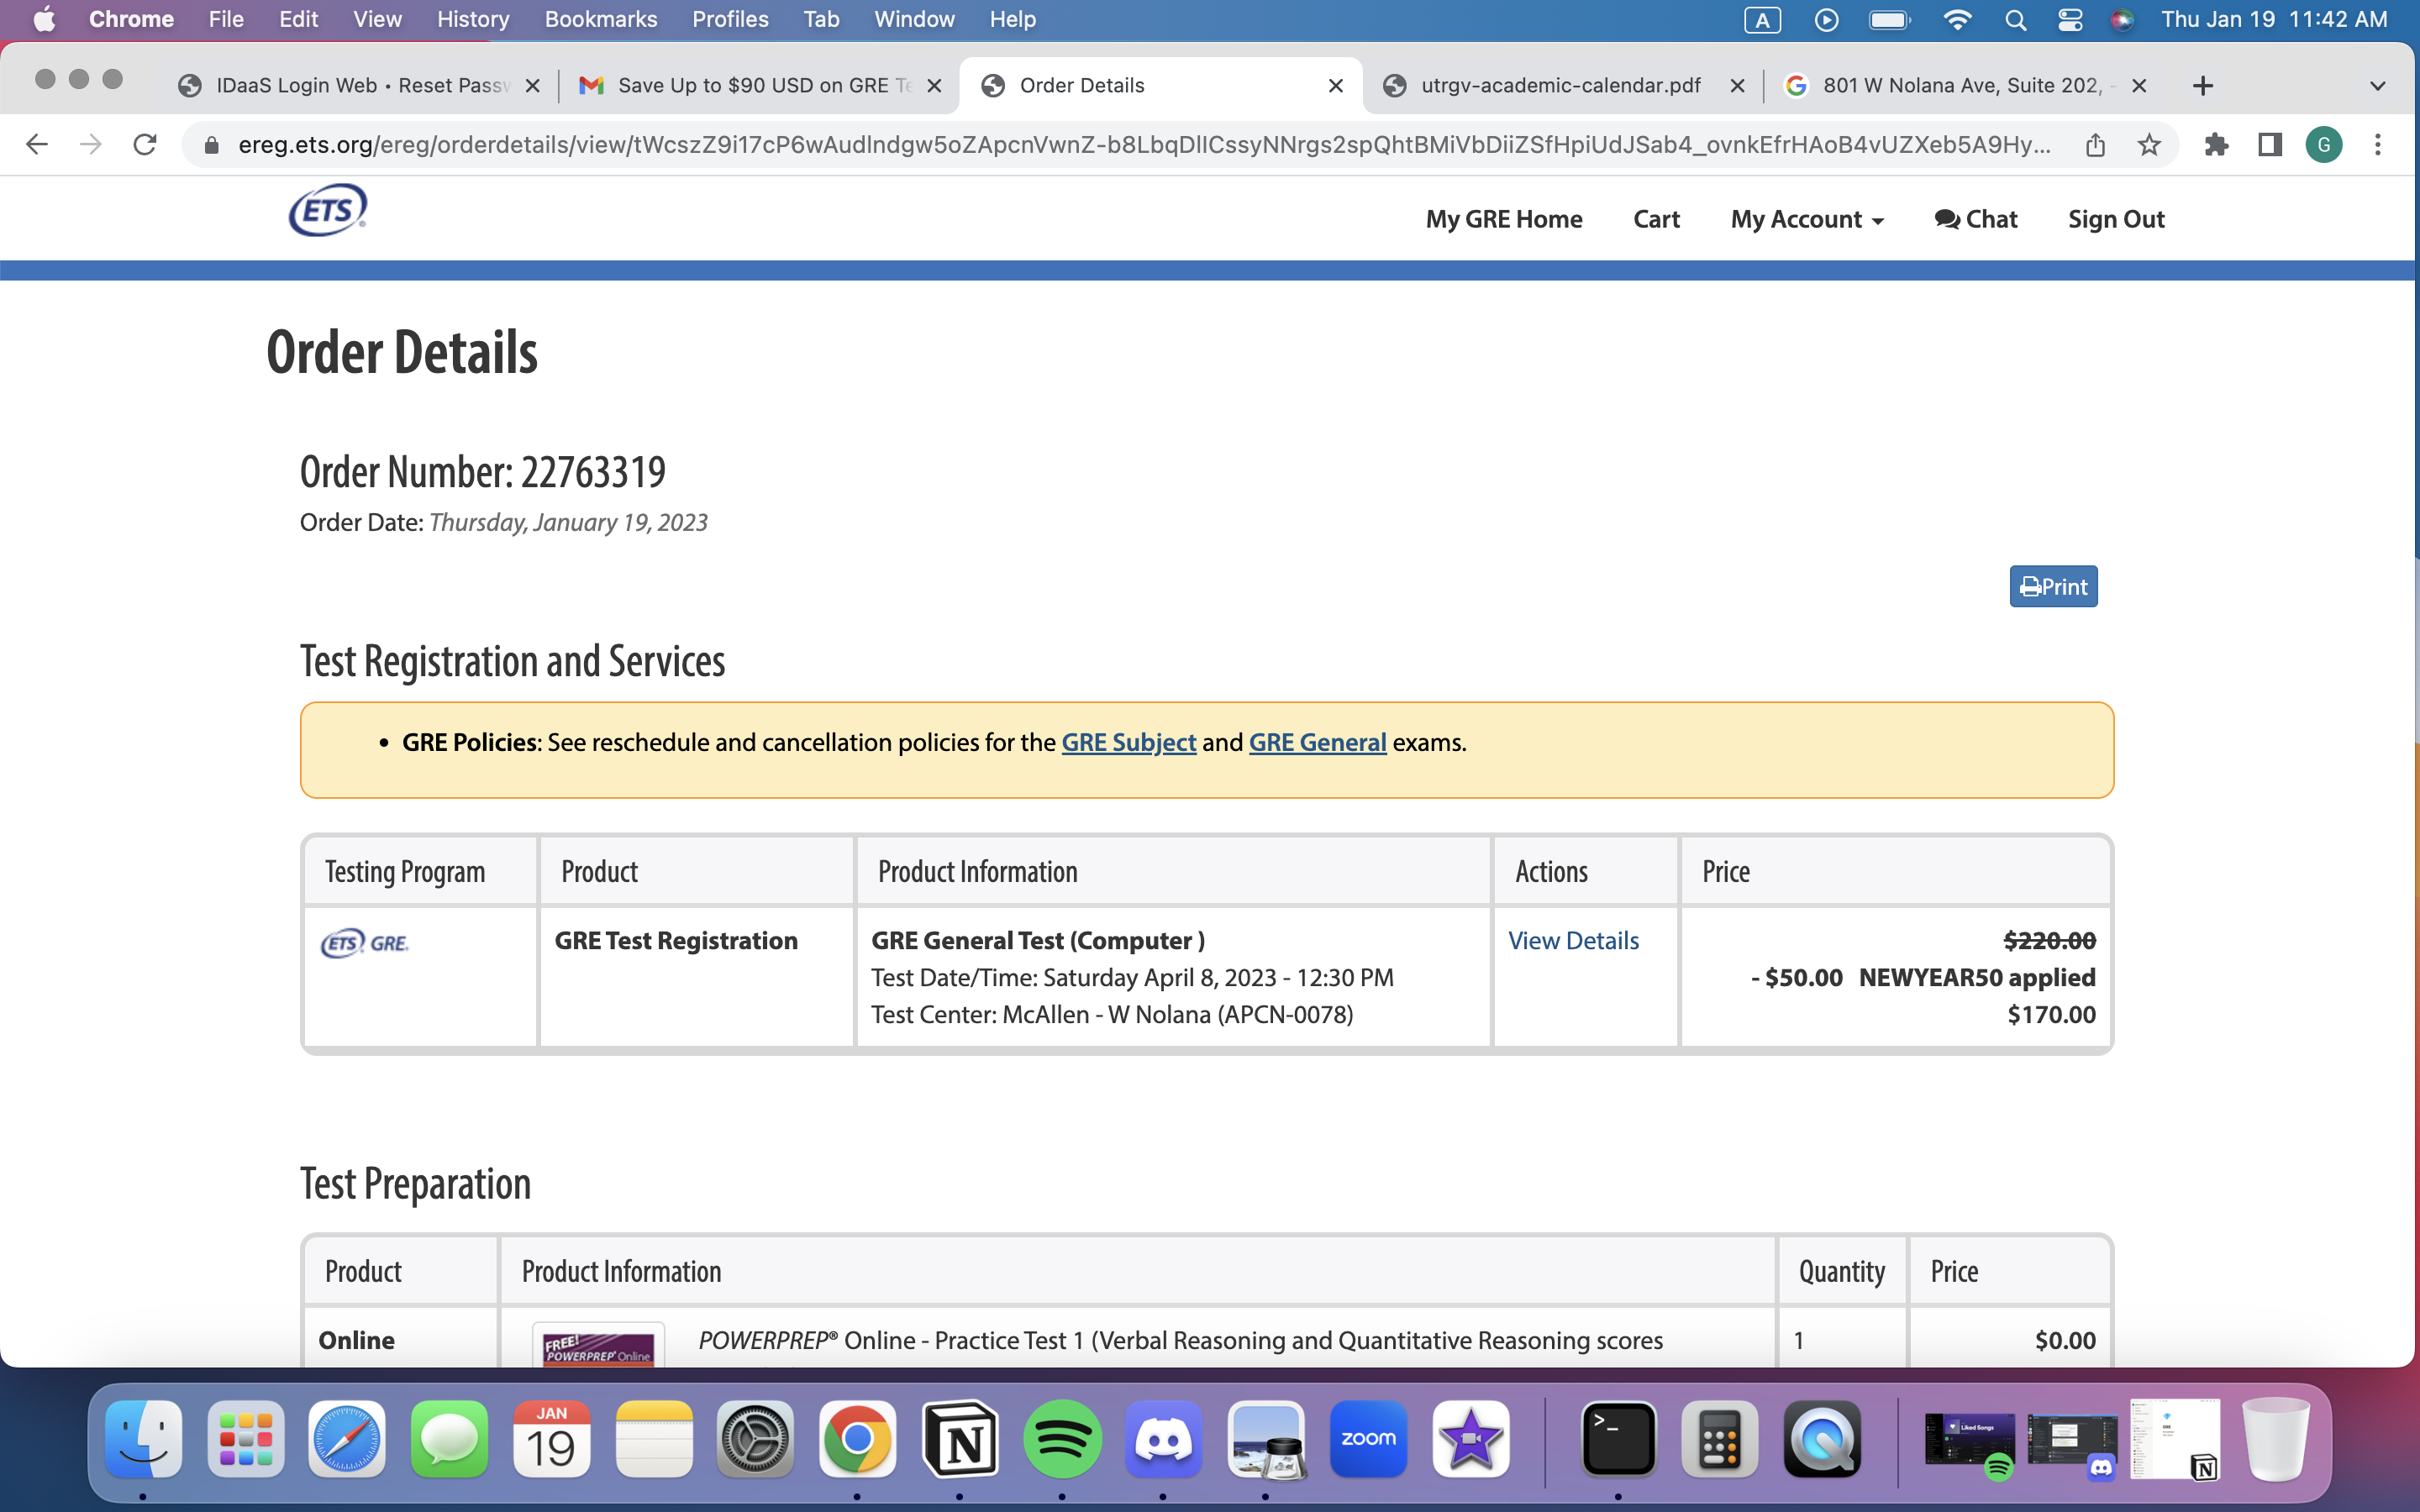 Chrome File Edit View History Bookmarks Profiles Tab Window Help A Thu Jan 19 11:42 AM
IDaaS Login Web • Reset Passw Save Up to $90 USD on GRE Te Order Details utrgv-academic-calendar.pdf 801 W Nolana Ave, Suite 202, -
ereg.ets.org/ereg/orderdetails/view/tWcszZ9i17cP6wAudIndgw5oZApcnVwnZ-b8LbqDlICssyNNrgs2spQhtBMiVbDiiZSfHpiUdJSab4_ovnkEfrHAoB4vUZXeb5A9Hy... G
ETS My GRE Home Cart My Account Chat Sign Out
Order Details
Order Number: 22763319
Order Date: Thursday, January 19, 2023
Print
Test Registration and Services
• GRE Policies: See reschedule and cancellation policies for the GRE Subject and GRE General exams.
Testing Program Product Product Information Actions Price
ETS GRE. GRE Test Registration GRE General Test (Computer ) View Details $220.00
Test Date/Time: Saturday April 8, 2023 - 12:30 PM - $50.00 NEWYEAR50 applied
Test Center: McAllen - W Nolana (APCN-0078) $170.00
Test Preparation
Product Product Information Quantity Price
Online FREE! POWERPREP® Online - Practice Test 1 (Verbal Reasoning and Quantitative Reasoning scores 1 $0.00
POWERPREP Online
JAN
19
zoom
Liked Songs